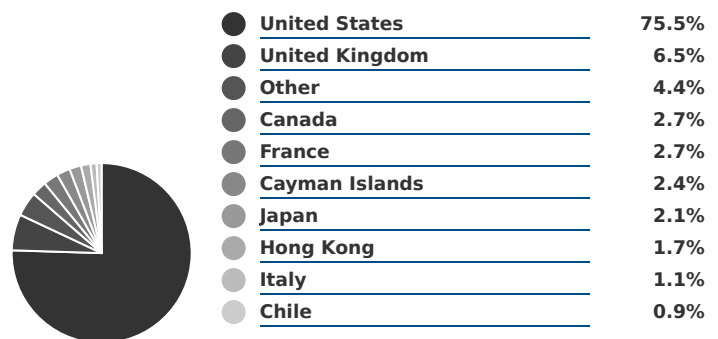 United States 75.5%
United Kingdom 6.5%
Other 4.4%
Canada 2.7%
France 2.7%
Cayman Islands 2.4%
Japan 2.1%
Hong Kong 1.7%
Italy 1.1%
Chile 0.9%